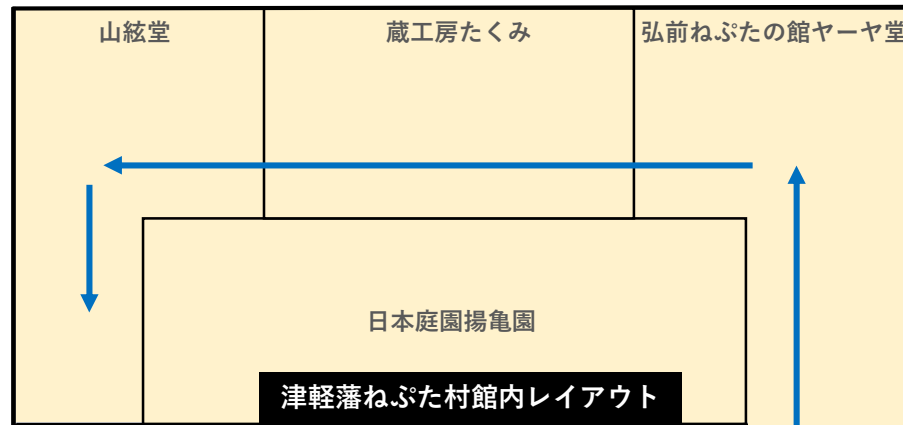 山絃堂
蔵工房たくみ
弘前ねぷたの館ヤーヤ堂
日本庭園揚亀園
津軽藩ねぷた村館内レイアウト